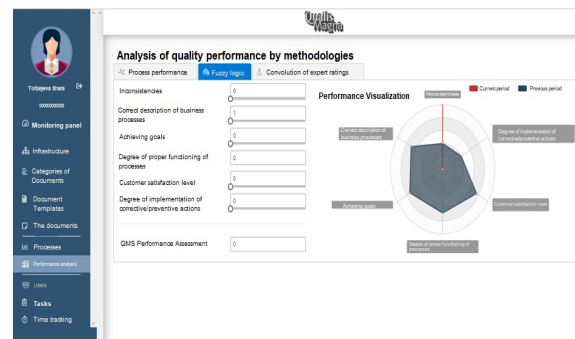 Qualis
Magna
Analysis of quality performance by methodologies
Process performance
Fuzzy logic
Convolution of expert ratings
Tolbajeva Shara
xxxxxxxxxx
Monitoring panel
Infrastructure
Categories of
Documents
Document
Templates
The documents
Processes
Performance analysis
Users
Tasks
Time tracking
Inconsistencies
0
Correct description of business
processes
1
Achieving goals
0
Degree of proper functioning of
processes
0
Customer satisfaction level
0
Degree of implementation of
corrective/preventive actions
0
QMS Performance Assessment
0
Performance Visualization
Inconsistencies
Current period
Previous period
Correct description of
business processes
Degree of implementation of
corrective/preventive actions
Achieving goals
Customer satisfaction level
Degree of proper functioning of
processes